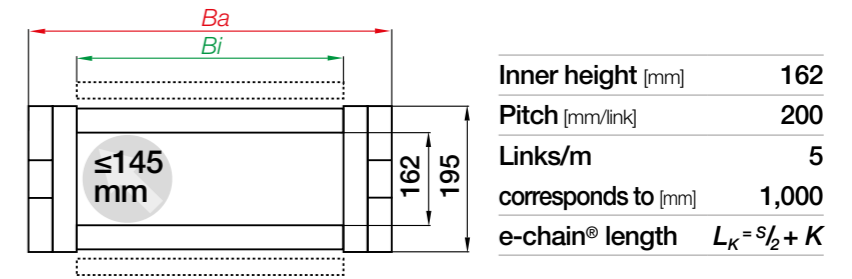 Ba
Bi
≤145
mm
162
195
Inner height [mm] 162
Pitch [mm/link] 200
Links/m 5
corresponds to [mm] 1,000
e-chain® length L_K = S/2 + K